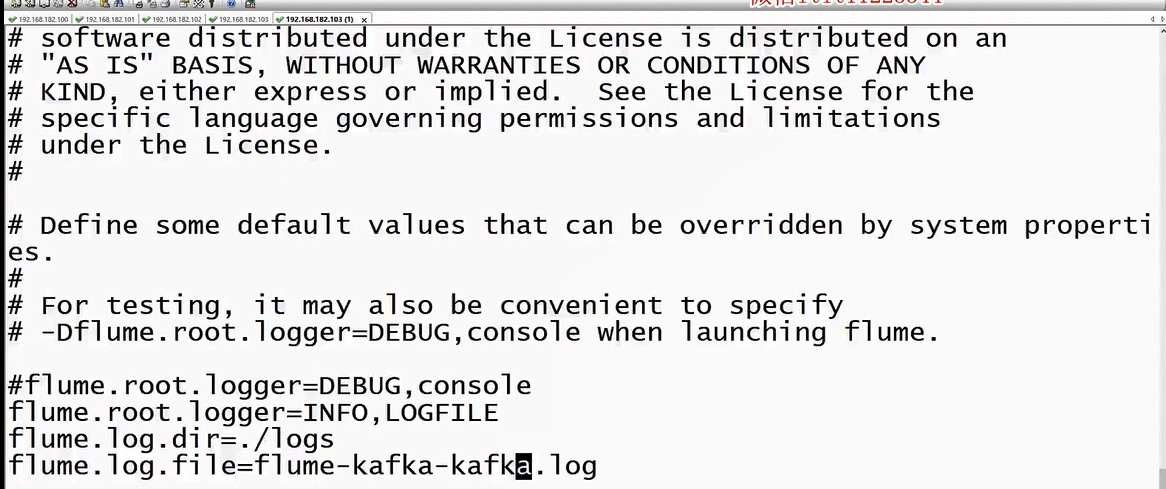 192.168.182.100 192.168.182.101 192.168.182.102 192.168.182.103 192.168.182.103 (1)
# software distributed under the License is distributed on an
# "AS IS" BASIS, WITHOUT WARRANTIES OR CONDITIONS OF ANY
# KIND, either express or implied.  See the License for the
# specific language governing permissions and limitations
# under the License.
#
# Define some default values that can be overridden by system properti
es.
#
# For testing, it may also be convenient to specify
# -Dflume.root.logger=DEBUG,console when launching flume.
#flume.root.logger=DEBUG,console
flume.root.logger=INFO,LOGFILE
flume.log.dir=./logs
flume.log.file=flume-kafka-kafka.log